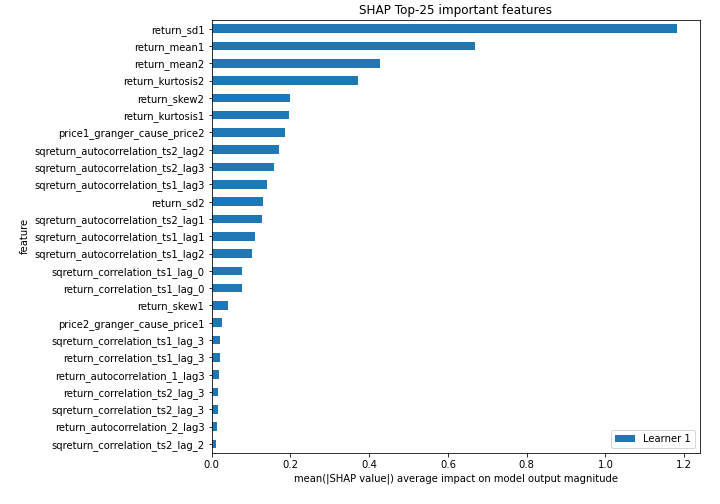 SHAP Top-25 important features
return_sd1
return_mean1
return_mean2
return_kurtosis2
return_skew2
return_kurtosis1
price1_granger_cause_price2
sqreturn_autocorrelation_ts2_lag2
sqreturn_autocorrelation_ts2_lag3
sqreturn_autocorrelation_ts1_lag3
return_sd2
sqreturn_autocorrelation_ts2_lag1
sqreturn_autocorrelation_ts1_lag1
sqreturn_autocorrelation_ts1_lag2
sqreturn_correlation_ts1_lag_0
return_correlation_ts1_lag_0
return_skew1
price2_granger_cause_price1
sqreturn_correlation_ts1_lag_3
return_correlation_ts1_lag_3
return_autocorrelation_1_lag3
return_correlation_ts2_lag_3
sqreturn_correlation_ts2_lag_3
return_autocorrelation_2_lag3
sqreturn_correlation_ts2_lag_2
feature
Learner 1
0.0 0.2 0.4 0.6 0.8 1.0 1.2
mean(|SHAP value|) average impact on model output magnitude